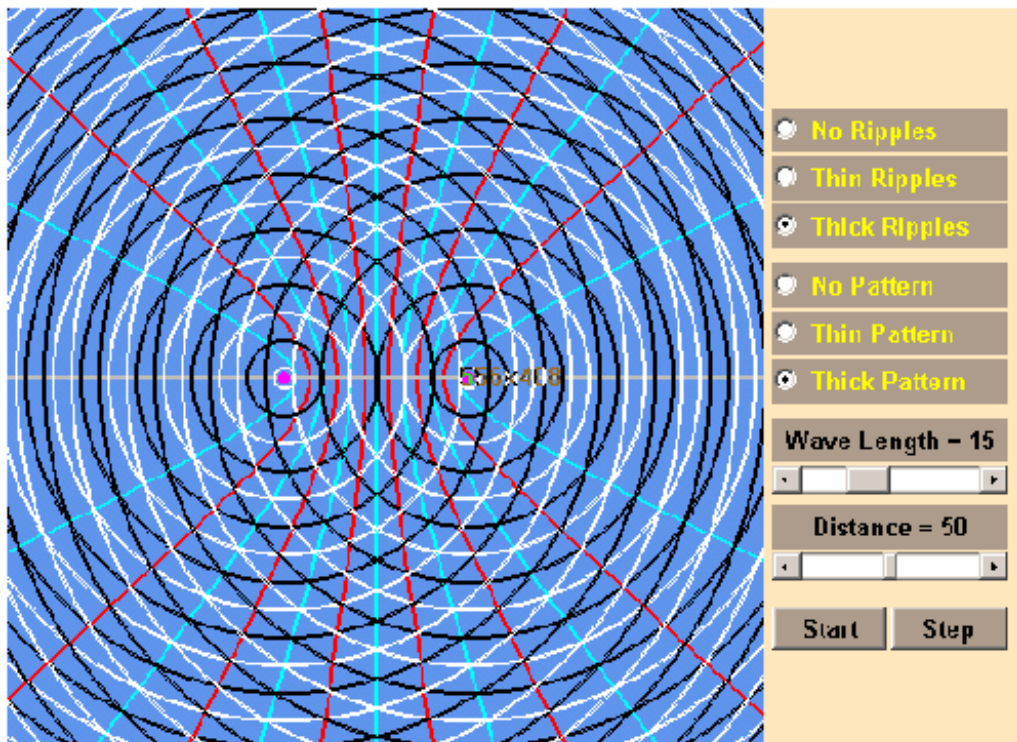 No Ripples
Thin Ripples
Thick Ripples
No Pattern
Thin Pattern
Thick Pattern
Wave Length = 15
Distance = 50
Start Step